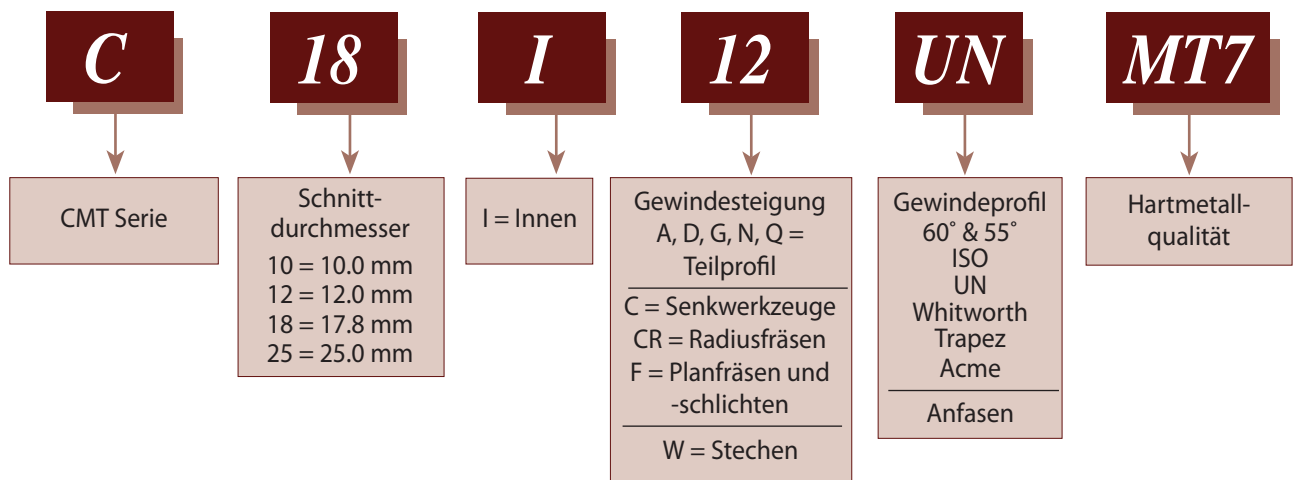 C 18 I 12 UN MT7
CMT Serie
Schnitt-
durchmesser
10 = 10.0 mm
12 = 12.0 mm
18 = 17.8 mm
25 = 25.0 mm
I = Innen
Gewindesteigung
A, D, G, N, Q =
Teilprofil
C = Senkwerkzeuge
CR = Radiusfräsen
F = Planfräsen und
-schlichten
W = Stechen
Gewindeprofil
60° & 55°
ISO
UN
Whitworth
Trapez
Acme
Anfasen
Hartmetall-
qualität